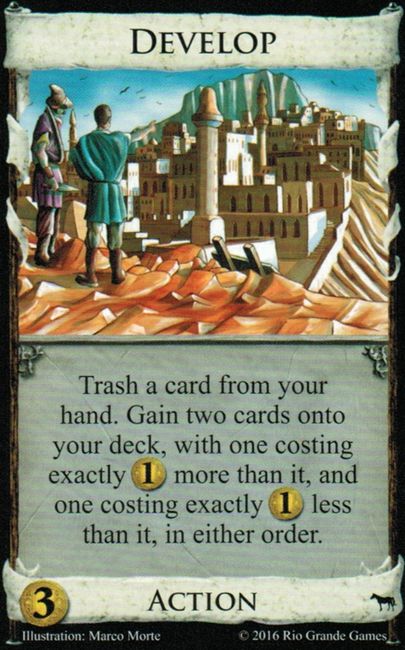 DEVELOP
Trash a card from your
hand. Gain two cards onto
your deck, with one costing
exactly 1 more than it, and
one costing exactly 1 less
than it, in either order.
3
ACTION
Illustration: Marco Morte
© 2016 Rio Grande Games